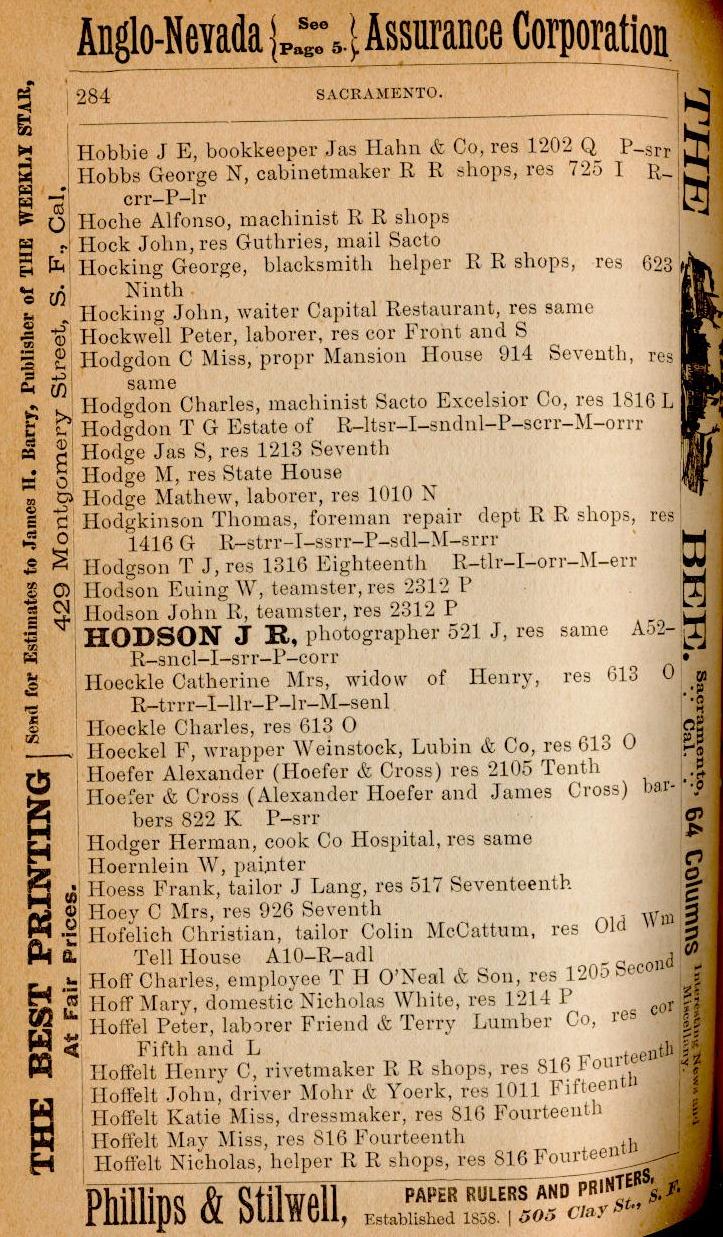 Anglo-Nevada { See Page 5. } Assurance Corporation
284 SACRAMENTO.
Hobbie J E, bookkeeper Jas Hahn & Co, res 1202 Q P–srr
Hobbs George N, cabinetmaker R R shops, res 725 I R–
crr–P–lr
Hoche Alfonso, machinist R R shops
Hock John, res Guthries, mail Sacto
Hocking George, blacksmith helper R R shops, res 623
Ninth
Hocking John, waiter Capital Restaurant, res same
Hockwell Peter, laborer, res cor Front and S
Hodgdon C Miss, propr Mansion House 914 Seventh, res
same
Hodgdon Charles, machinist Sacto Excelsior Co, res 1816 L
Hodgdon T G Estate of R–ltsr–I–sndnl–P–scrr–M–orrr
Hodge Jas S, res 1213 Seventh
Hodge M, res State House
Hodge Mathew, laborer, res 1010 N
Hodgkinson Thomas, foreman repair dept R R shops, res
1416 G R–strr–I–ssrr–P–sdl–M–srrr
Hodgson T J, res 1316 Eighteenth R–tlr–I–orr–M–err
Hodson Euing W, teamster, res 2312 P
Hodson John R, teamster, res 2312 P
HODSON J R, photographer 521 J, res same A52–
R–sncl–I–srr–P–corr
Hoeckle Catherine Mrs, widow of Henry, res 613 O
R–trrr–I–llr–P–lr–M–senl
Hoeckle Charles, res 613 O
Hoeckel F, wrapper Weinstock, Lubin & Co, res 613 O
Hoefer Alexander (Hoefer & Cross) res 2105 Tenth
Hoefer & Cross (Alexander Hoefer and James Cross) bar-
bers 822 K P–srr
Hodger Herman, cook Co Hospital, res same
Hoernlein W, painter
Hoess Frank, tailor J Lang, res 517 Seventeenth
Hoey C Mrs, res 926 Seventh
Hofelich Christian, tailor Colin McCattum, res Old Wm
Tell House A10–R–adl
Hoff Charles, employee T H O'Neal & Son, res 1205 Second
Hoff Mary, domestic Nicholas White, res 1214 P
Hoffel Peter, laborer Friend & Terry Lumber Co, res cor
Fifth and L
Hoffelt Henry C, rivetmaker R R shops, res 816 Fourteenth
Hoffelt John, driver Mohr & Yoerk, res 1011 Fifteenth
Hoffelt Katie Miss, dressmaker, res 816 Fourteenth
Hoffelt May Miss, res 816 Fourteenth
Hoffelt Nicholas, helper R R shops, res 816 Fourteenth
Phillips & Stilwell, PAPER RULERS AND PRINTERS,
Established 1858. | 505 Clay St., S. F.
THE BEST PRINTING
At Fair Prices.
Send for Estimates to James H. Barry, Publisher of THE WEEKLY STAR,
429 Montgomery Street, S. F., Cal.
THE BEE.
Sacramento,
Cal.
64 Columns
Interesting News and
Miscellany.